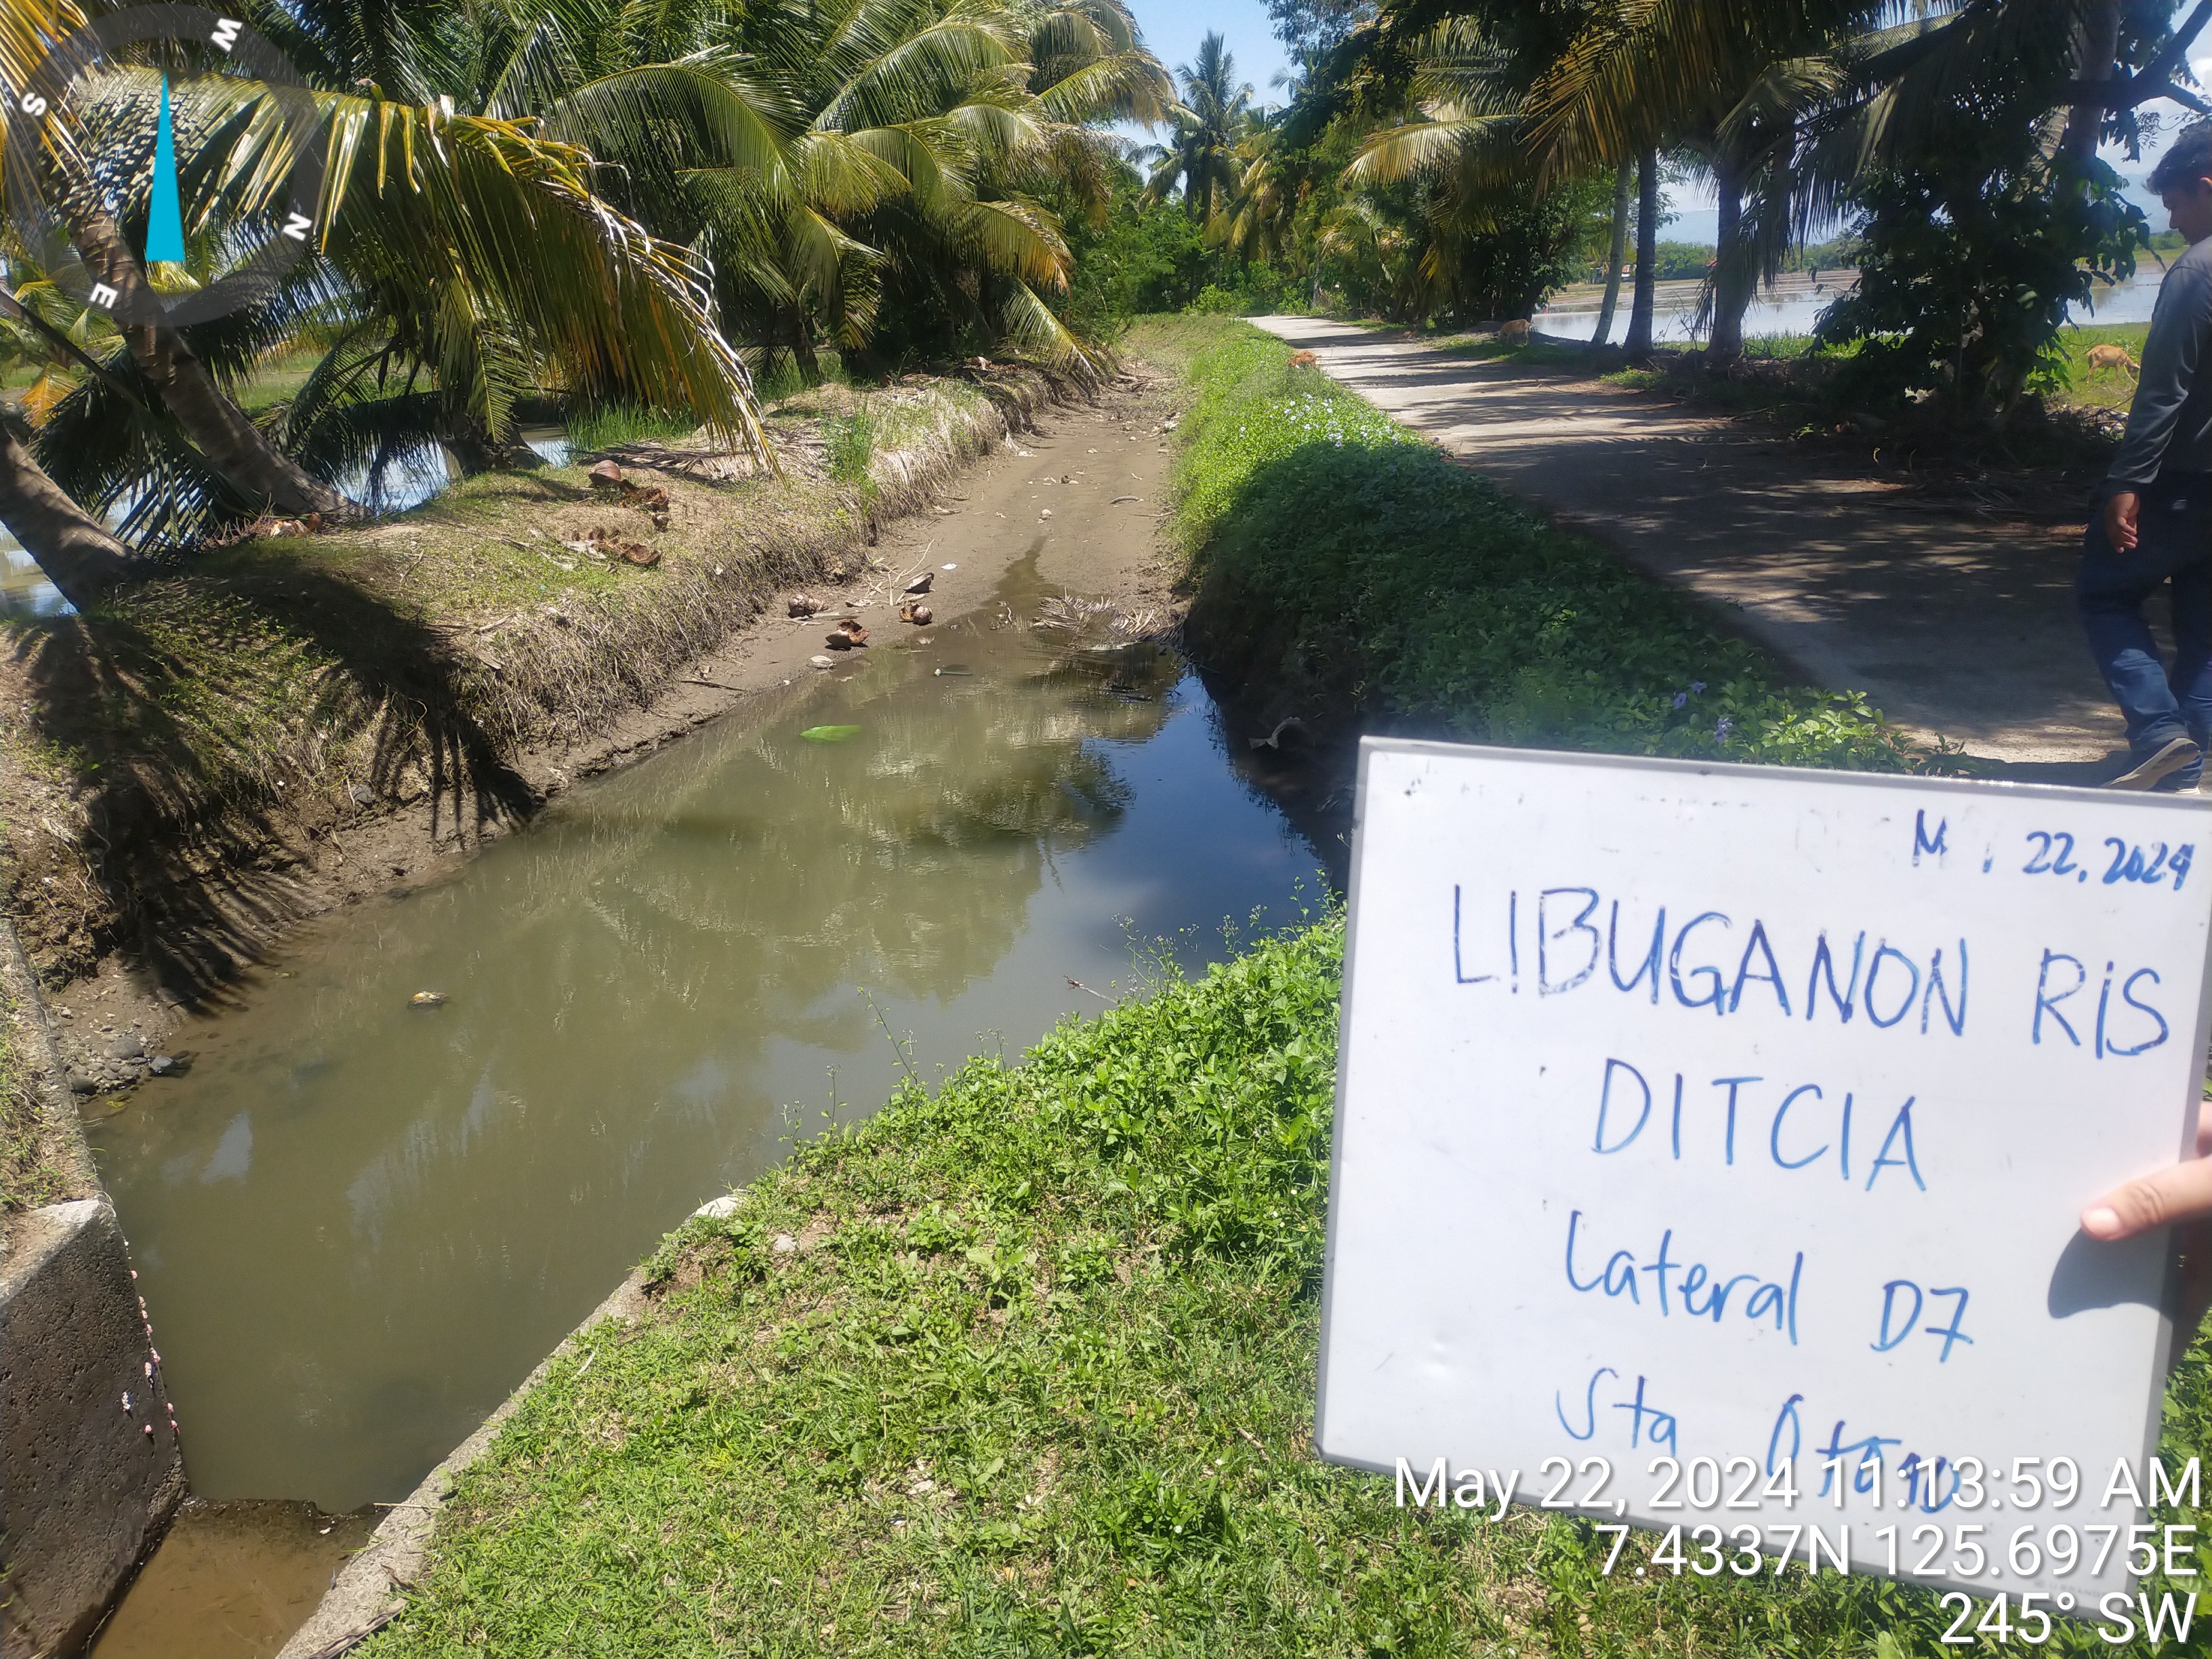 W
S
N
E
M . 22, 2024
LIBUGANON RIS
DITCIA
Lateral D7
Sta
May 22, 2024 11:13:59 AM
7.4337N 125.6975E
245° SW